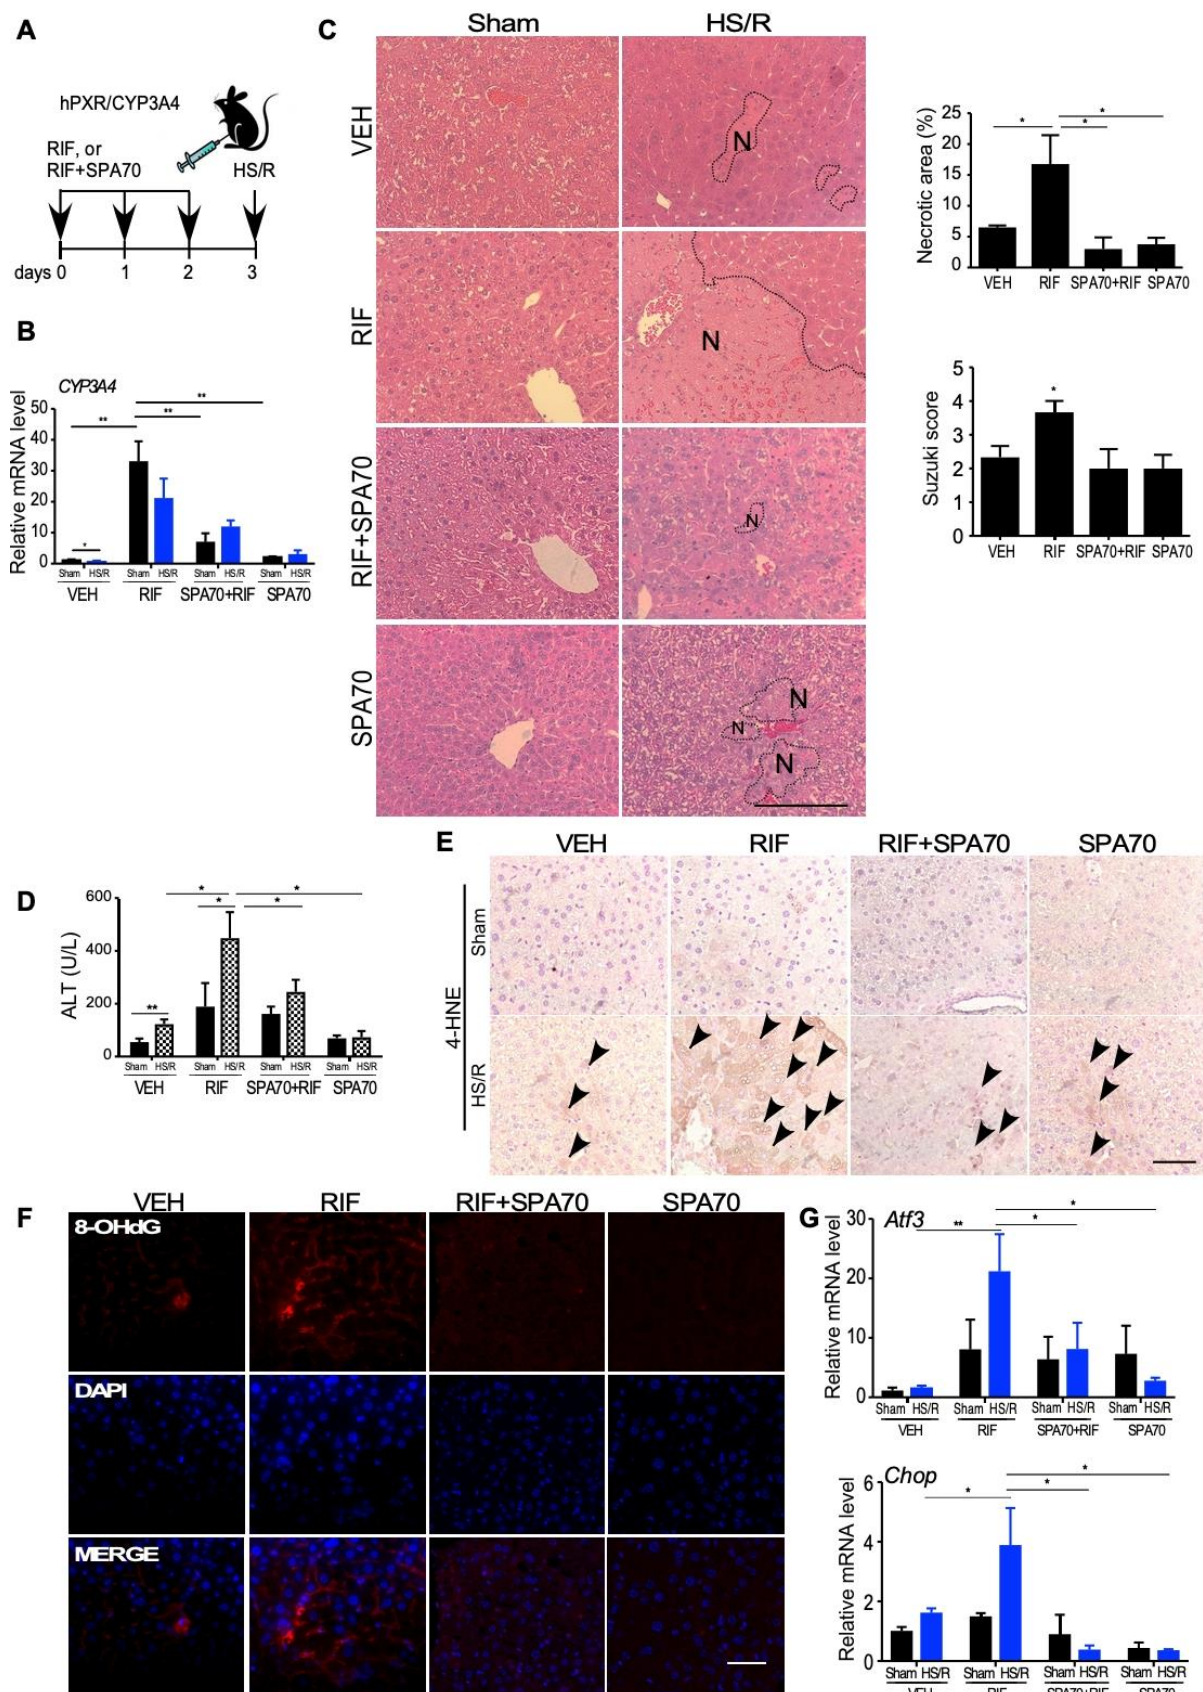 A
hPXR/CYP3A4
RIF, or
RIF+SPA70
HS/R
days 0 1 2 3
B
CYP3A4
Relative mRNA level
50
40
30
20
10
0
** ** ** *
Sham HS/R Sham HS/R Sham HS/R Sham HS/R
VEH RIF SPA70+RIF SPA70
C
Sham HS/R
VEH
N
RIF
N
RIF+SPA70
N
SPA70
N
N
N
Necrotic area (%)
25
20
15
10
5
0
* * *
VEH RIF SPA70+RIF SPA70
Suzuki score
5
4
3
2
1
0
*
VEH RIF SPA70+RIF SPA70
D
ALT (U/L)
600
400
200
0
** * * * *
Sham HS/R Sham HS/R Sham HS/R Sham HS/R
VEH RIF SPA70+RIF SPA70
E
VEH RIF RIF+SPA70 SPA70
4-HNE
Sham
HS/R
F
VEH RIF RIF+SPA70 SPA70
8-OHdG
DAPI
MERGE
G
Atf3
Relative mRNA level
30
20
10
0
** * *
Sham HS/R Sham HS/R Sham HS/R Sham HS/R
VEH RIF SPA70+RIF SPA70
Chop
Relative mRNA level
6
4
2
0
* * *
Sham HS/R Sham HS/R Sham HS/R Sham HS/R
VEH RIF SPA70+RIF SPA70